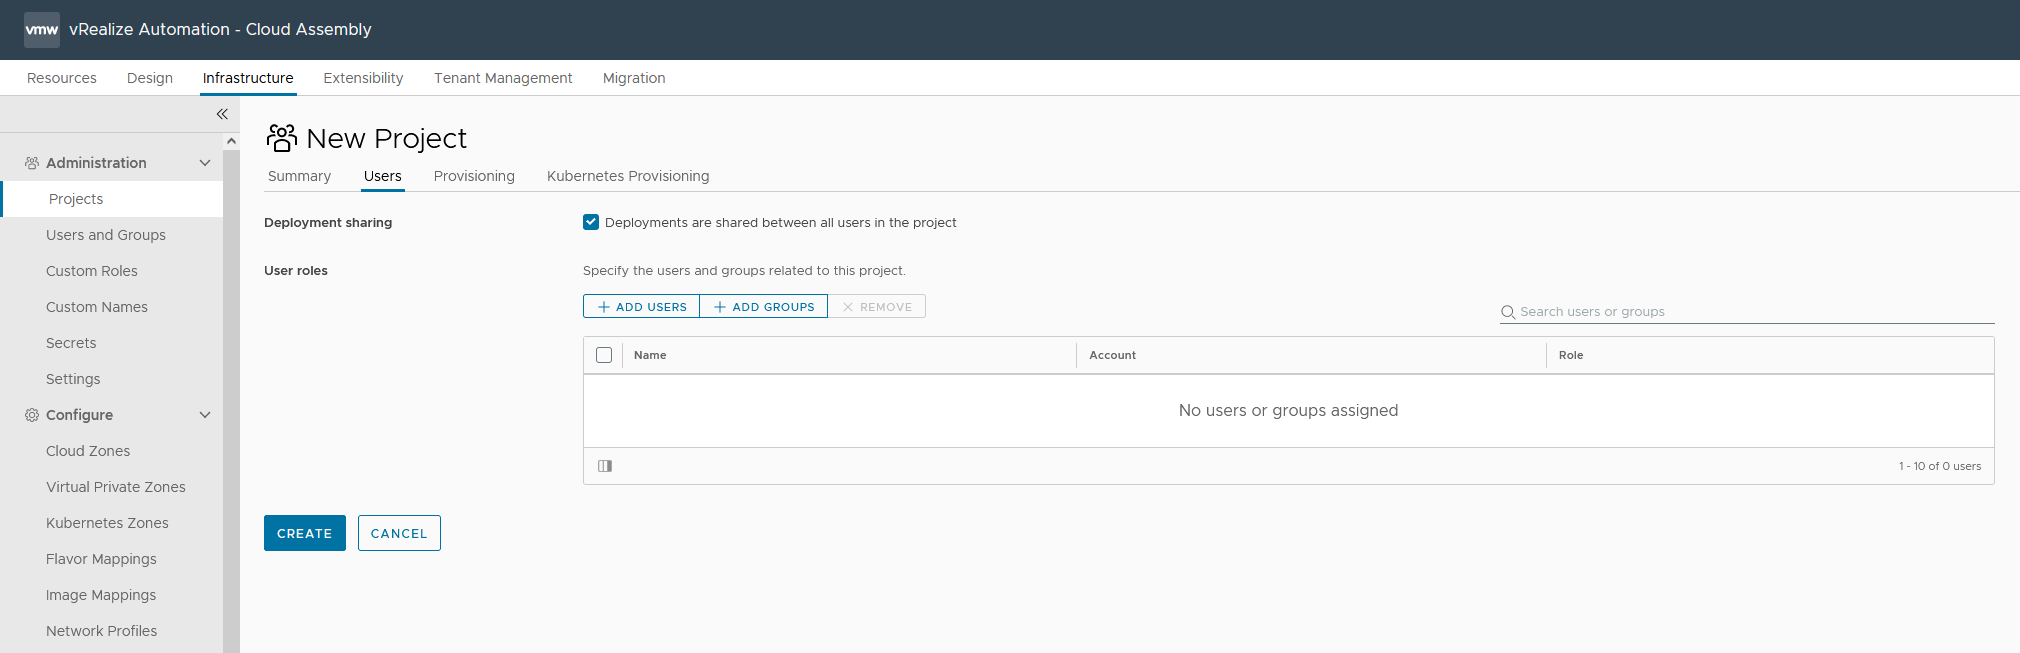 vmw vRealize Automation - Cloud Assembly
Resources Design Infrastructure Extensibility Tenant Management Migration
Administration
Projects
Users and Groups
Custom Roles
Custom Names
Secrets
Settings
Configure
Cloud Zones
Virtual Private Zones
Kubernetes Zones
Flavor Mappings
Image Mappings
Network Profiles
New Project
Summary Users Provisioning Kubernetes Provisioning
Deployment sharing Deployments are shared between all users in the project
User roles Specify the users and groups related to this project.
ADD USERS ADD GROUPS REMOVE Search users or groups
Name Account Role
No users or groups assigned
1 - 10 of 0 users
CREATE CANCEL